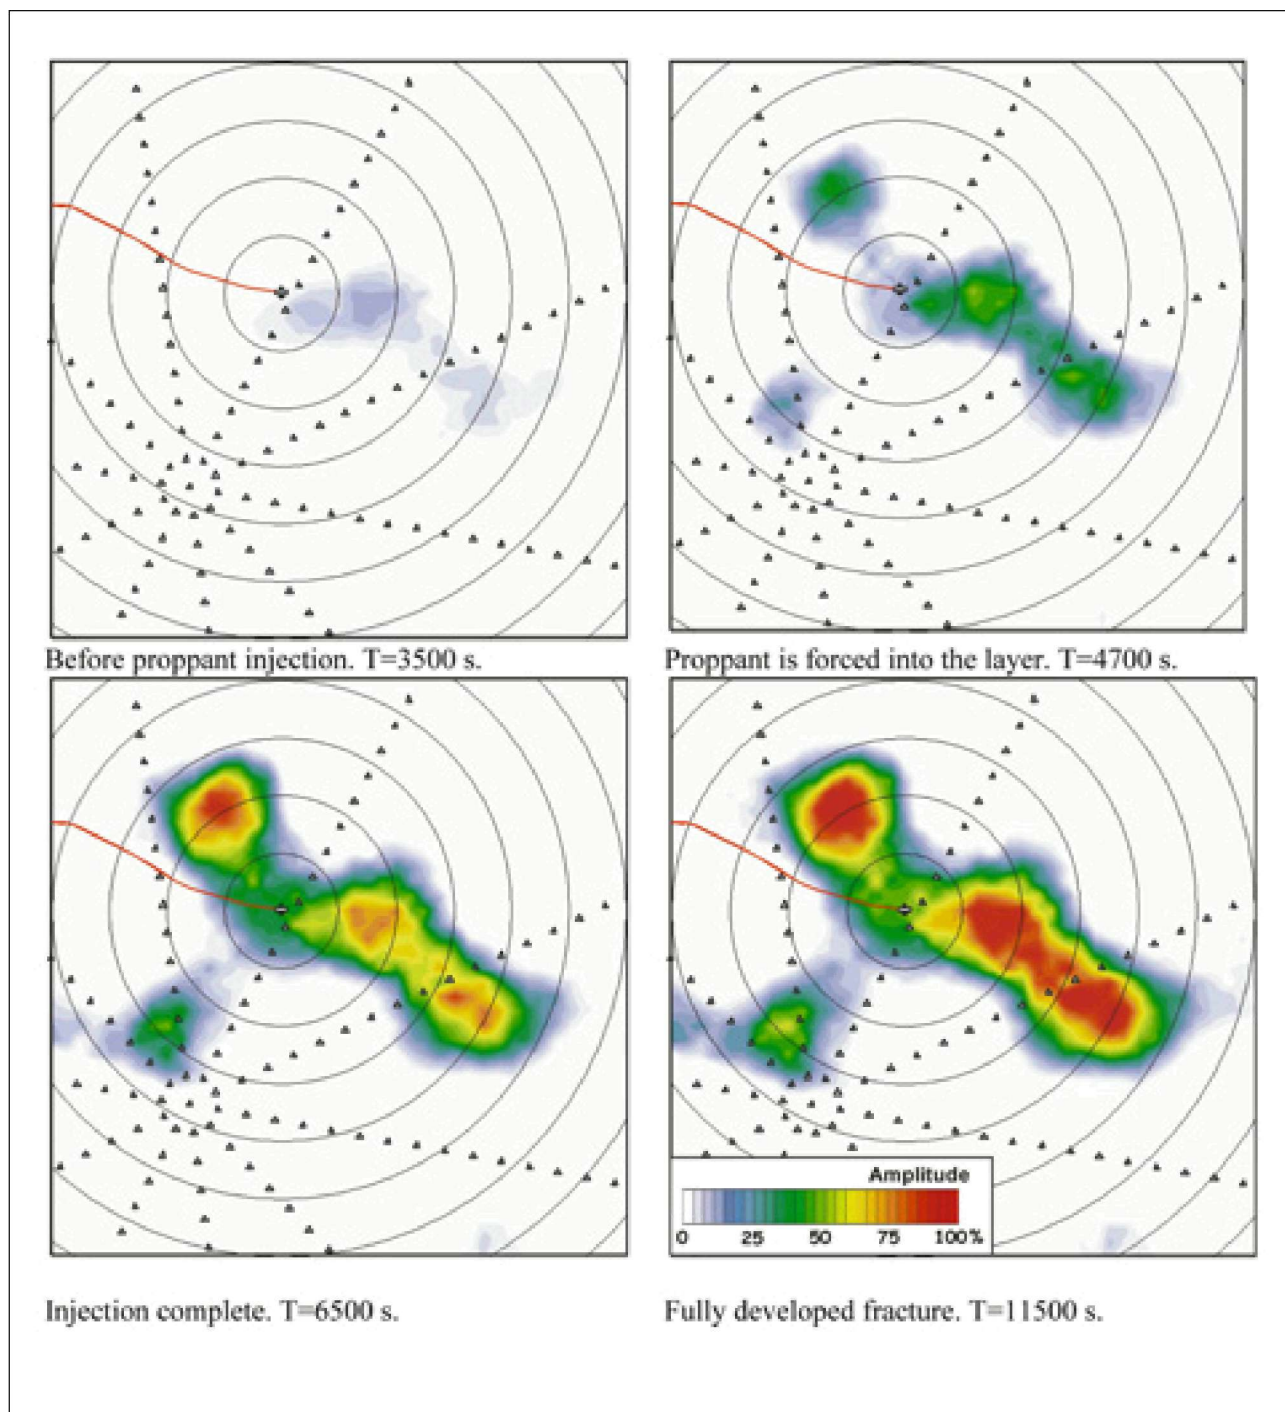 Before proppant injection. T=3500 s.
Proppant is forced into the layer. T=4700 s.
Amplitude
0 25 50 75 100%
Injection complete. T=6500 s.
Fully developed fracture. T=11500 s.